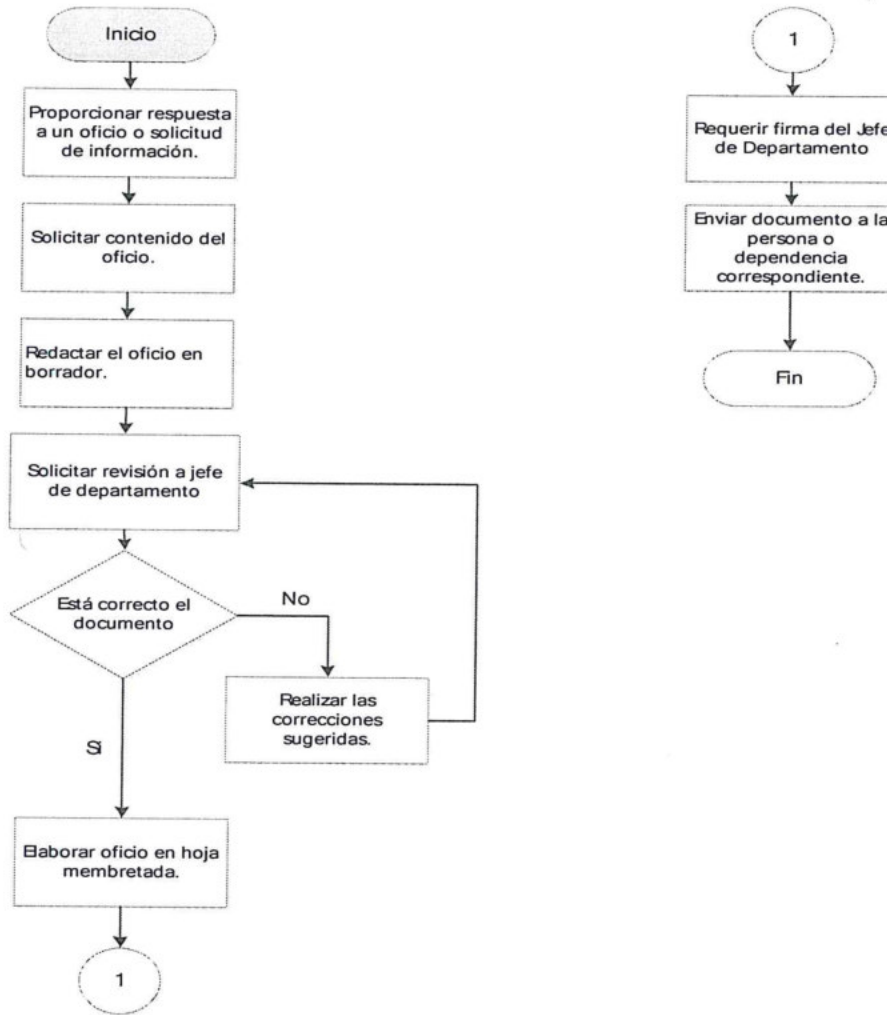 Inicio
Proporcionar respuesta
a un oficio o solicitud
de información.
Solicitar contenido del
oficio.
Redactar el oficio en
borrador.
Solicitar revisión a jefe
de departamento
Está correcto el
documento
No
Realizar las
correcciones
sugeridas.
Sí
Elaborar oficio en hoja
membretada.
1
1
Requerir firma del Jefe
de Departamento
Enviar documento a la
persona o
dependencia
correspondiente.
Fin